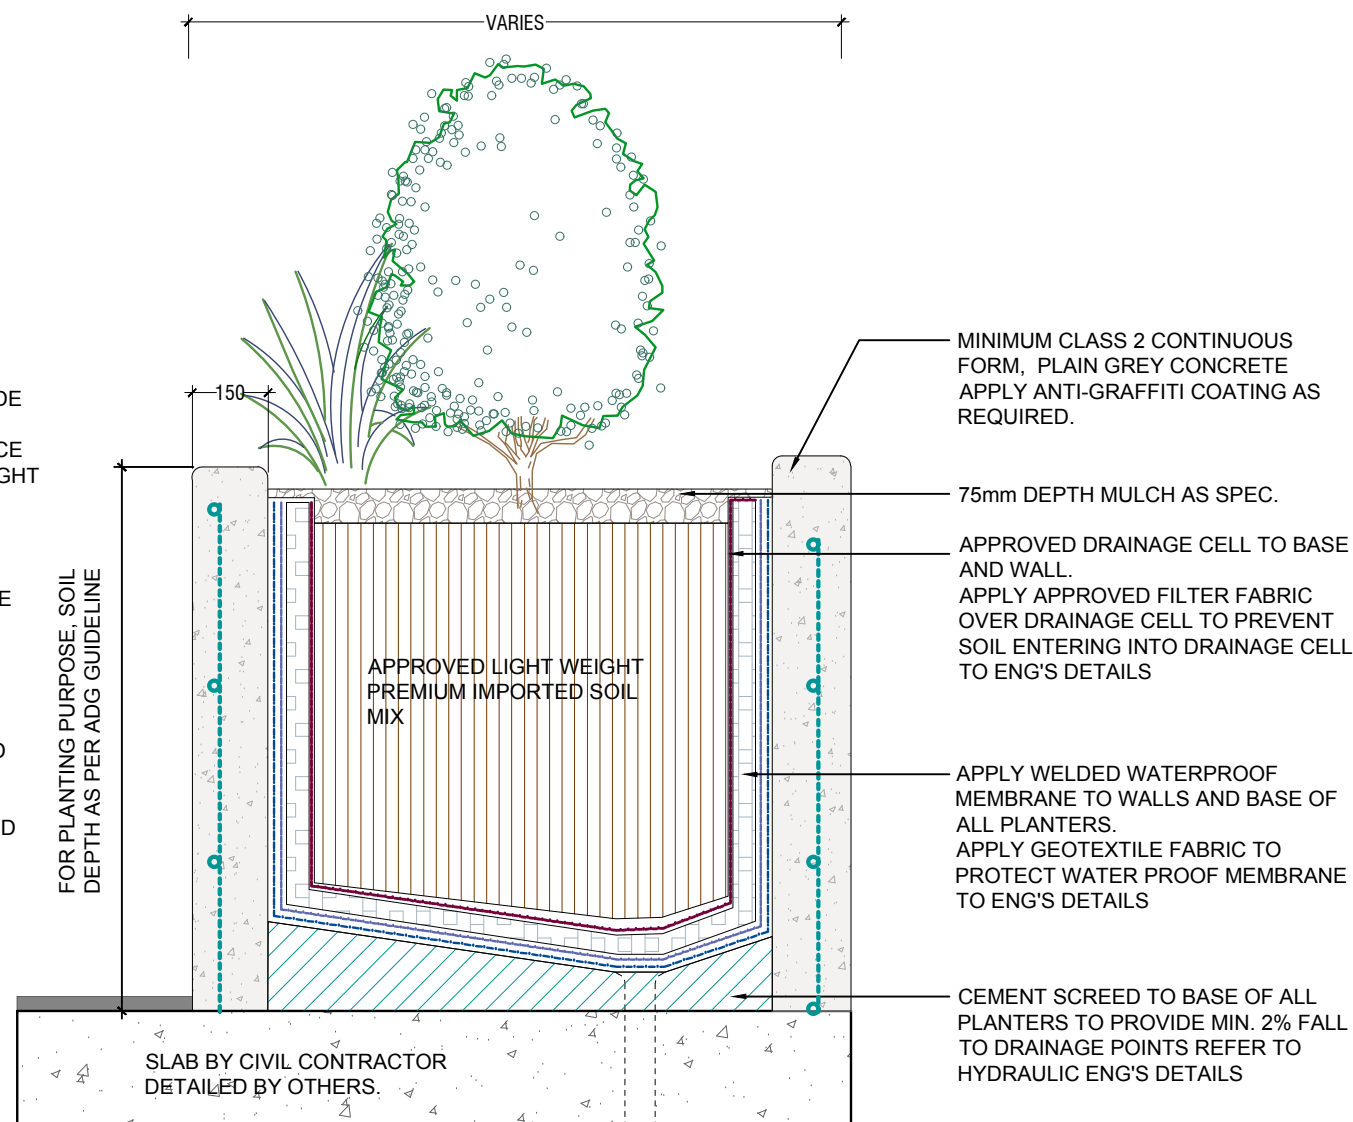 VARIES
150
MINIMUM CLASS 2 CONTINUOUS
FORM, PLAIN GREY CONCRETE
APPLY ANTI-GRAFFITI COATING AS
REQUIRED.
75mm DEPTH MULCH AS SPEC.
APPROVED DRAINAGE CELL TO BASE
AND WALL.
APPLY APPROVED FILTER FABRIC
OVER DRAINAGE CELL TO PREVENT
SOIL ENTERING INTO DRAINAGE CELL
TO ENG'S DETAILS
FOR PLANTING PURPOSE, SOIL
DEPTH AS PER ADG GUIDELINE
APPROVED LIGHT WEIGHT
PREMIUM IMPORTED SOIL
MIX
APPLY WELDED WATERPROOF
MEMBRANE TO WALLS AND BASE OF
ALL PLANTERS.
APPLY GEOTEXTILE FABRIC TO
PROTECT WATER PROOF MEMBRANE
TO ENG'S DETAILS
CEMENT SCREED TO BASE OF ALL
PLANTERS TO PROVIDE MIN. 2% FALL
TO DRAINAGE POINTS REFER TO
HYDRAULIC ENG'S DETAILS
SLAB BY CIVIL CONTRACTOR
DETAILED BY OTHERS.